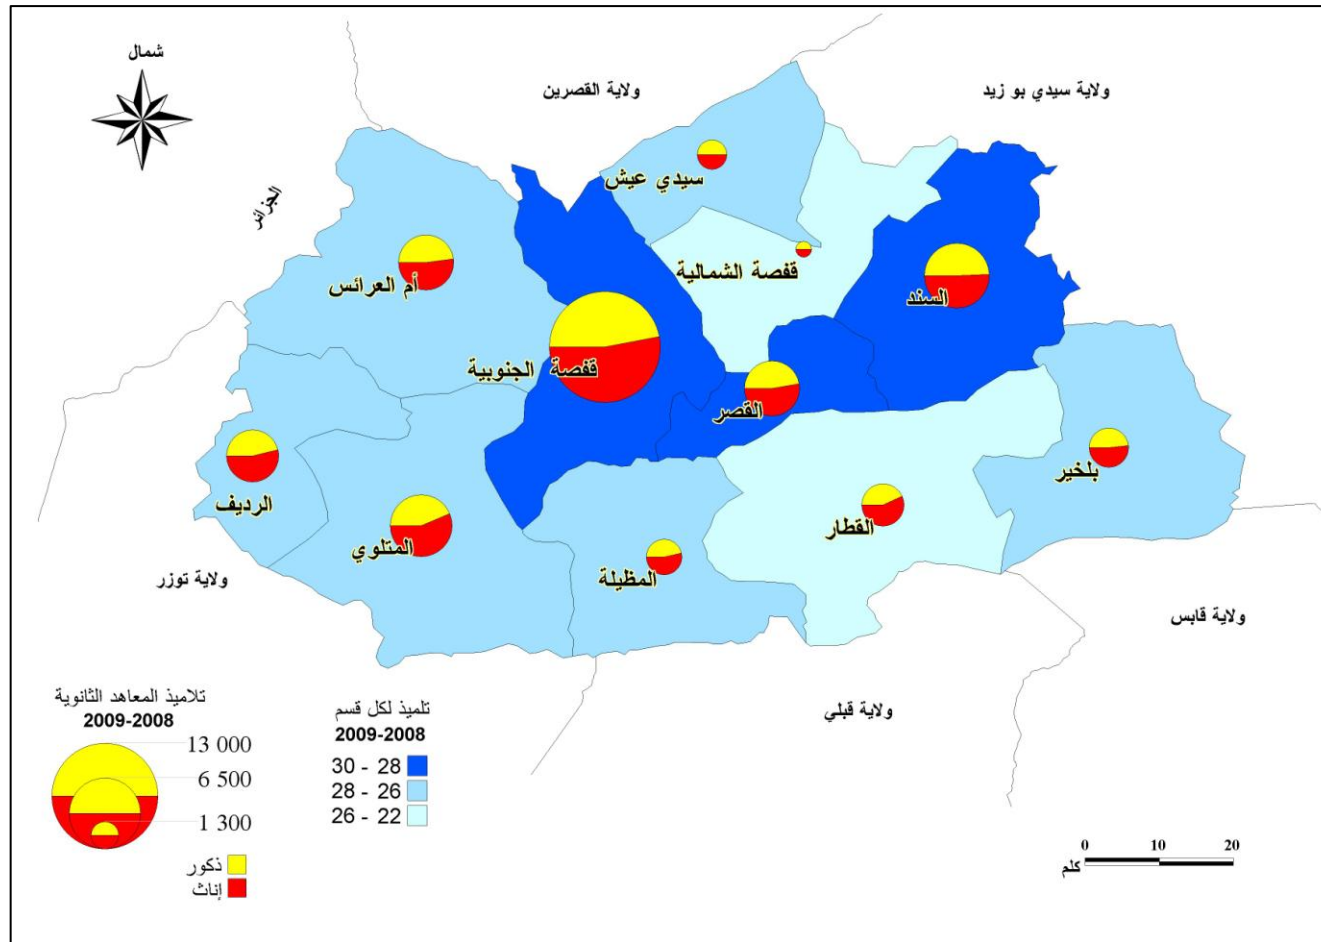 شمال
ولاية القصرين
ولاية سيدي بو زيد
الجزائر
سيدي عيش
قفصة الشمالية
أم العرائس
السند
قفصة الجنوبية
القصر
بلخير
الرديف
القطار
المتلوي
المظيلة
ولاية توزر
ولاية قابس
ولاية قبلي
تلاميذ المعاهد الثانوية
2009-2008
13 000
6 500
1 300
ذكور
إناث
تلميذ لكل قسم
2009-2008
30 - 28
28 - 26
26 - 22
0 10 20
كلم